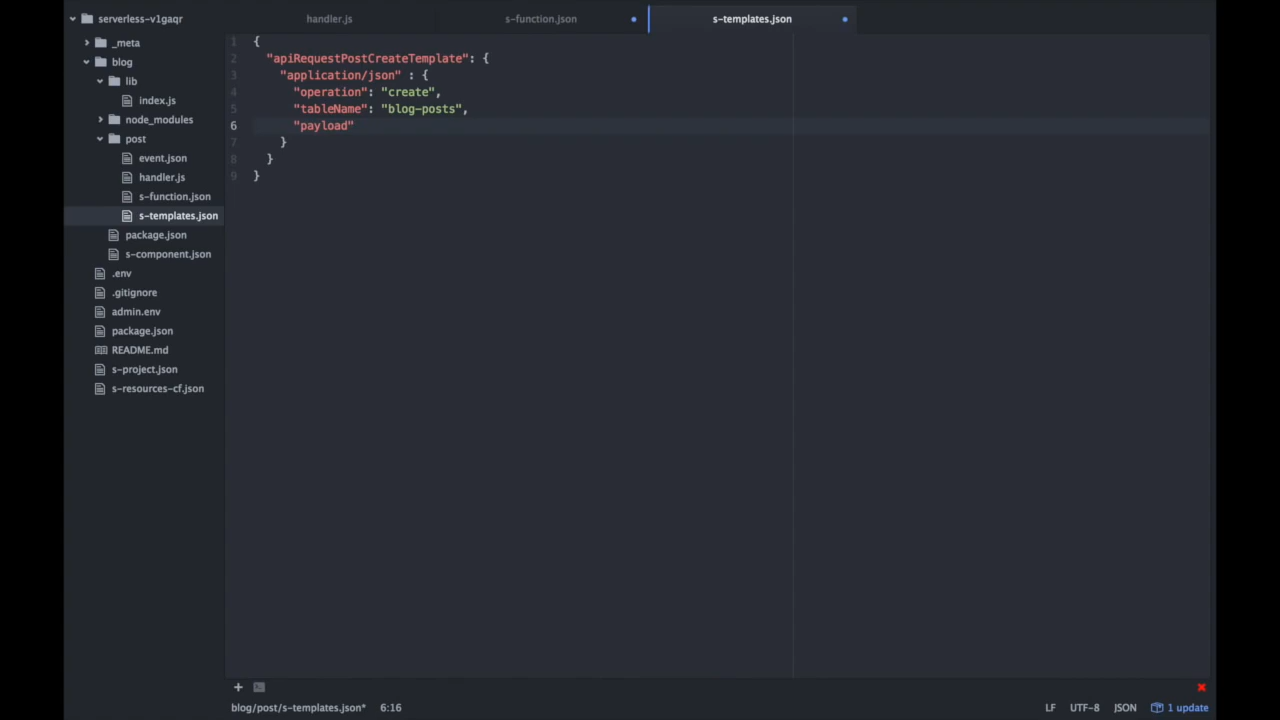 serverless-v1gaqr
_meta
blog
lib
index.js
node_modules
post
event.json
handler.js
s-function.json
s-templates.json
package.json
s-component.json
.env
.gitignore
admin.env
package.json
README.md
s-project.json
s-resources-cf.json
handler.js
s-function.json
s-templates.json
1 {
2 "apiRequestPostCreateTemplate": {
3 "application/json" : {
4 "operation": "create",
5 "tableName": "blog-posts",
6 "payload"
7 }
8 }
9 }
blog/post/s-templates.json* 6:16
LF UTF-8 JSON 1 update